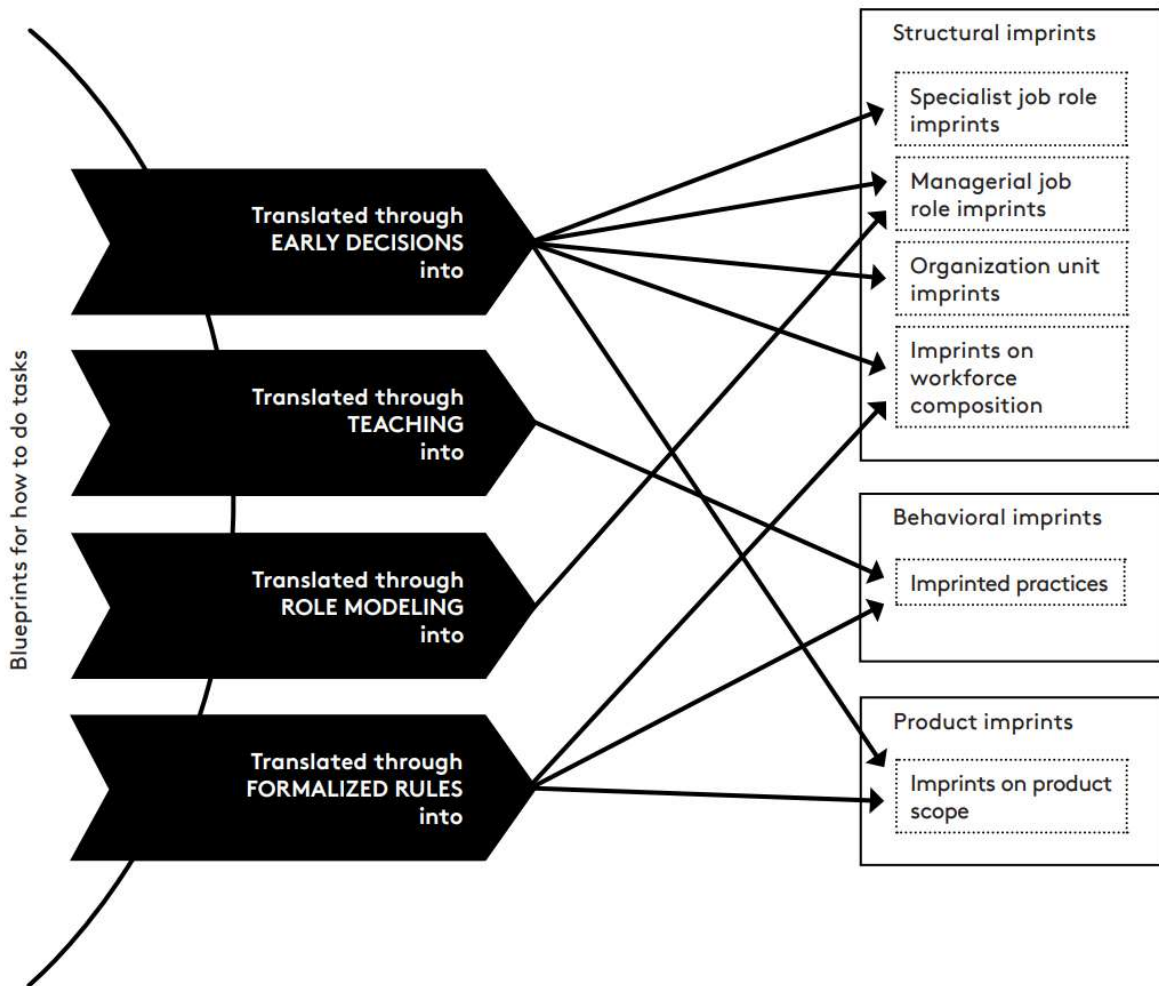 Blueprints for how to do tasks
Translated through
EARLY DECISIONS
into
Translated through
TEACHING
into
Translated through
ROLE MODELING
into
Translated through
FORMALIZED RULES
into
Structural imprints
Specialist job role
imprints
Managerial job
role imprints
Organization unit
imprints
Imprints on
workforce
composition
Behavioral imprints
Imprinted practices
Product imprints
Imprints on product
scope